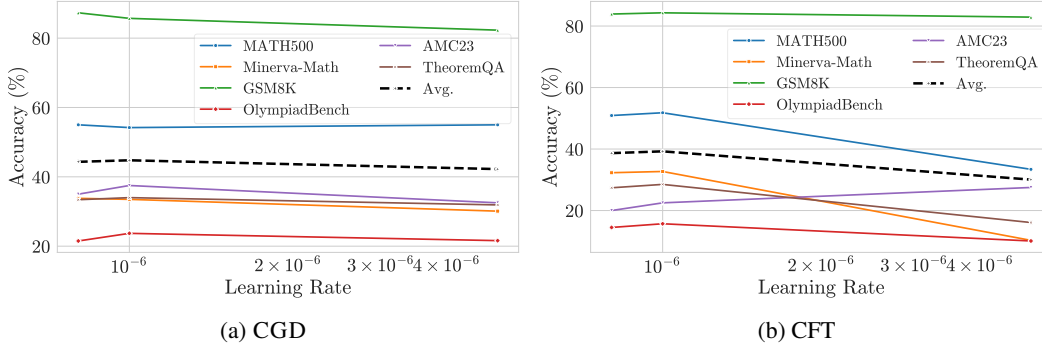 80
60
40
20
Accuracy (%)
MATH500
Minerva-Math
GSM8K
OlympiadBench
AMC23
TheoremQA
Avg.
10⁻⁶
2 × 10⁻⁶
3 × 10⁻⁶
4 × 10⁻⁶
Learning Rate
(a) CGD
80
60
40
20
Accuracy (%)
MATH500
Minerva-Math
GSM8K
OlympiadBench
AMC23
TheoremQA
Avg.
10⁻⁶
2 × 10⁻⁶
3 × 10⁻⁶
4 × 10⁻⁶
Learning Rate
(b) CFT